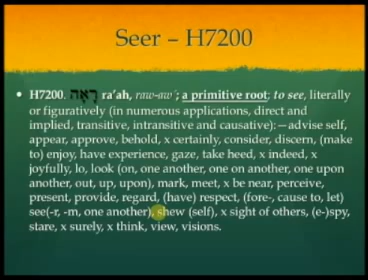 Seer – H7200
• H7200. רָאָה ra'ah, raw-aw'; a primitive root; to see, literally
or figuratively (in numerous applications, direct and
implied, transitive, intransitive and causative):—advise self,
appear, approve, behold, x certainly, consider, discern, (make
to) enjoy, have experience, gaze, take heed, x indeed, x
joyfully, lo, look (on, one another, one on another, one upon
another, out, up, upon), mark, meet, x be near, perceive,
present, provide, regard, (have) respect, (fore-, cause to, let)
see(-r, -m, one another), shew (self), x sight of others, (e-)spy,
stare, x surely, x think, view, visions.